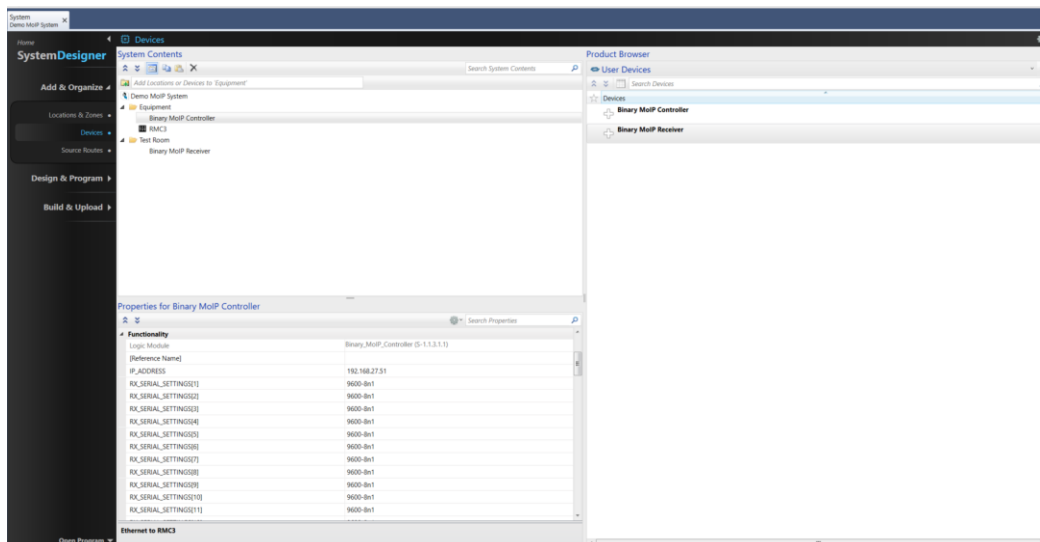 System
Demo MoIP System
Home
SystemDesigner
Add & Organize
Locations & Zones
Devices
Source Routes
Design & Program
Build & Upload
Open Program
Devices
System Contents
Search System Contents
Add Locations or Devices to 'Equipment'
Demo MoIP System
Equipment
Binary MoIP Controller
RMC3
Test Room
Binary MoIP Receiver
Properties for Binary MoIP Controller
Search Properties
Functionality
Logic Module Binary_MoIP_Controller (S-1.1.3.1.1)
[Reference Name]
IP_ADDRESS 192.168.27.51
RX_SERIAL_SETTINGS[1] 9600-8n1
RX_SERIAL_SETTINGS[2] 9600-8n1
RX_SERIAL_SETTINGS[3] 9600-8n1
RX_SERIAL_SETTINGS[4] 9600-8n1
RX_SERIAL_SETTINGS[5] 9600-8n1
RX_SERIAL_SETTINGS[6] 9600-8n1
RX_SERIAL_SETTINGS[7] 9600-8n1
RX_SERIAL_SETTINGS[8] 9600-8n1
RX_SERIAL_SETTINGS[9] 9600-8n1
RX_SERIAL_SETTINGS[10] 9600-8n1
RX_SERIAL_SETTINGS[11] 9600-8n1
Ethernet to RMC3
Product Browser
User Devices
Search Devices
Devices
Binary MoIP Controller
Binary MoIP Receiver